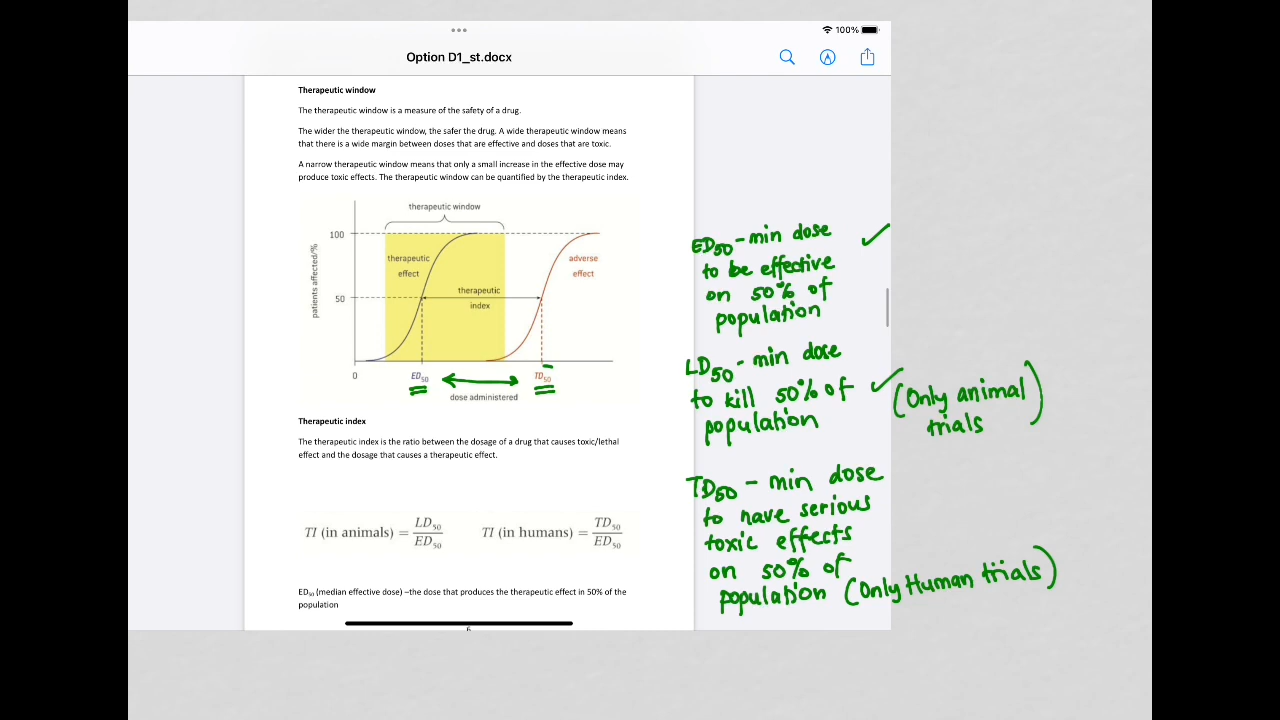 100%
Option D1_st.docx
Therapeutic window
The therapeutic window is a measure of the safety of a drug.
The wider the therapeutic window, the safer the drug. A wide therapeutic window means
that there is a wide margin between doses that are effective and doses that are toxic.
A narrow therapeutic window means that only a small increase in the effective dose may
produce toxic effects. The therapeutic window can be quantified by the therapeutic index.
therapeutic window
100
50
0
patients affected/%
therapeutic
effect
therapeutic
index
adverse
effect
ED50
TD50
dose administered
Therapeutic index
The therapeutic index is the ratio between the dosage of a drug that causes toxic/lethal
effect and the dosage that causes a therapeutic effect.
TI (in animals) = LD50 / ED50
TI (in humans) = TD50 / ED50
ED50 (median effective dose) –the dose that produces the therapeutic effect in 50% of the
population
ED50 - min dose
to be effective
on 50% of
population
LD50 - min dose
to kill 50% of
population
(Only animal
trials)
TD50 - min dose
to have serious
toxic effects
on 50% of
population (Only Human trials)